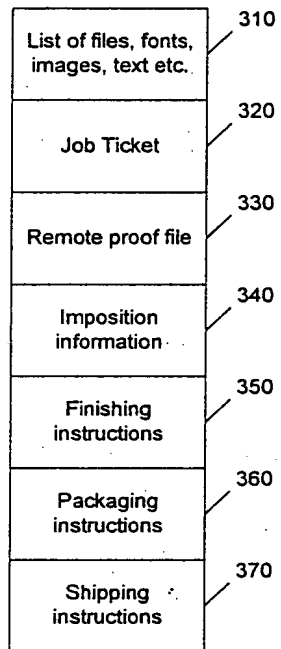 List of files, fonts,
images, text etc.
310
Job Ticket
320
Remote proof file
330
Imposition
information
340
Finishing
instructions
350
Packaging
instructions
360
Shipping
instructions
370